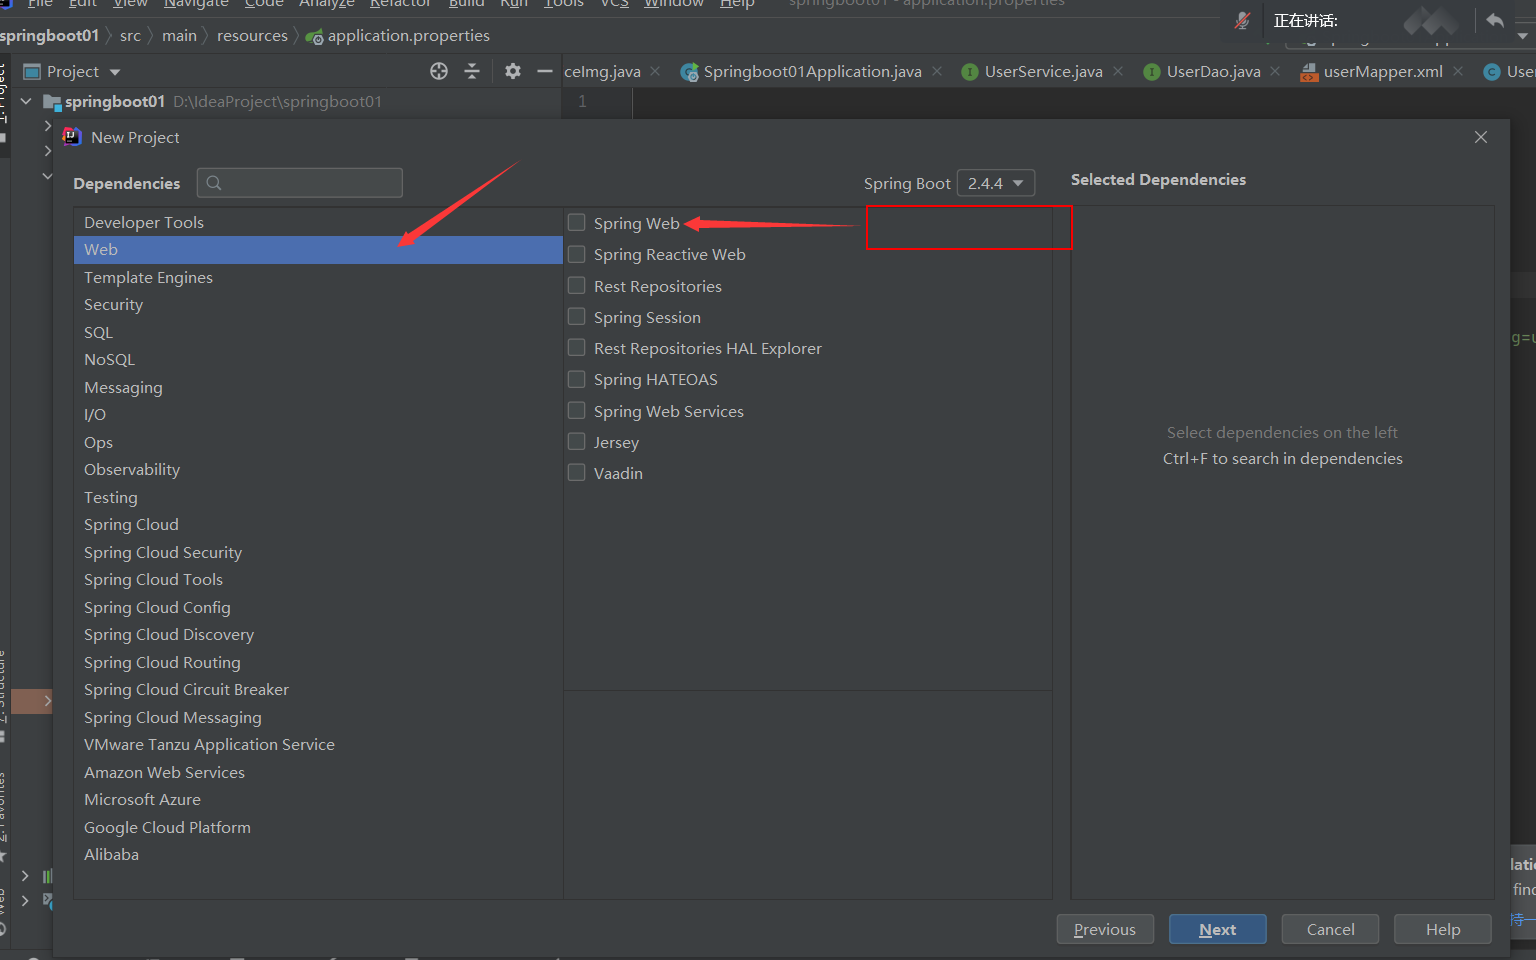 File Edit View Navigate Code Analyze Refactor Build Run Tools VCS Window Help springboot01 - application.properties
正在讲话:
springboot01 src main resources application.properties
Project
ceImg.java Springboot01Application.java UserService.java UserDao.java userMapper.xml User
springboot01 D:\IdeaProject\springboot01
1
New Project
Dependencies
Spring Boot 2.4.4
Selected Dependencies
Developer Tools
Web
Template Engines
Security
SQL
NoSQL
Messaging
I/O
Ops
Observability
Testing
Spring Cloud
Spring Cloud Security
Spring Cloud Tools
Spring Cloud Config
Spring Cloud Discovery
Spring Cloud Routing
Spring Cloud Circuit Breaker
Spring Cloud Messaging
VMware Tanzu Application Service
Amazon Web Services
Microsoft Azure
Google Cloud Platform
Alibaba
Spring Web
Spring Reactive Web
Rest Repositories
Spring Session
Rest Repositories HAL Explorer
Spring HATEOAS
Spring Web Services
Jersey
Vaadin
Select dependencies on the left
Ctrl+F to search in dependencies
Previous Next Cancel Help